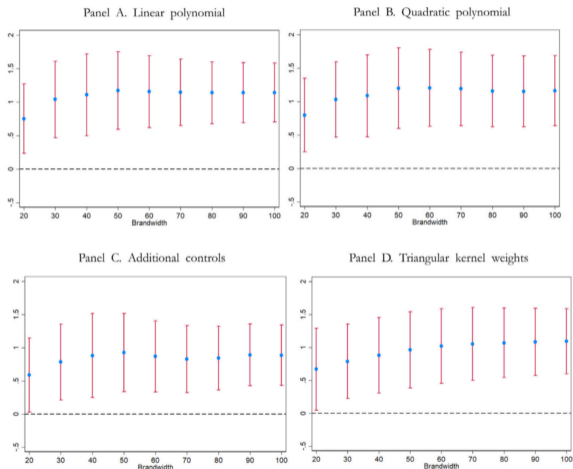 Panel A. Linear polynomial
2
1.5
1
.5
0
-.5
20 30 40 50 60 70 80 90 100
Brandwidth
Panel B. Quadratic polynomial
2
1.5
1
.5
0
-.5
20 30 40 50 60 70 80 90 100
Brandwidth
Panel C. Additional controls
2
1.5
1
.5
0
-.5
20 30 40 50 60 70 80 90 100
Brandwidth
Panel D. Triangular kernel weights
2
1.5
1
.5
0
-.5
20 30 40 50 60 70 80 90 100
Brandwidth